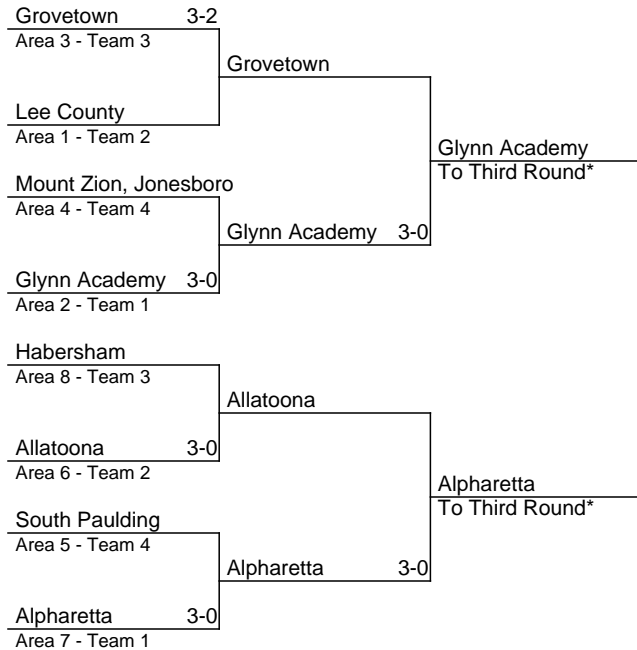 Grovetown 3-2
Area 3 - Team 3
Grovetown
Lee County
Area 1 - Team 2
Glynn Academy
To Third Round*
Mount Zion, Jonesboro
Area 4 - Team 4
Glynn Academy 3-0
Glynn Academy 3-0
Area 2 - Team 1
Habersham
Area 8 - Team 3
Allatoona
Allatoona 3-0
Area 6 - Team 2
Alpharetta
To Third Round*
South Paulding
Area 5 - Team 4
Alpharetta 3-0
Alpharetta 3-0
Area 7 - Team 1